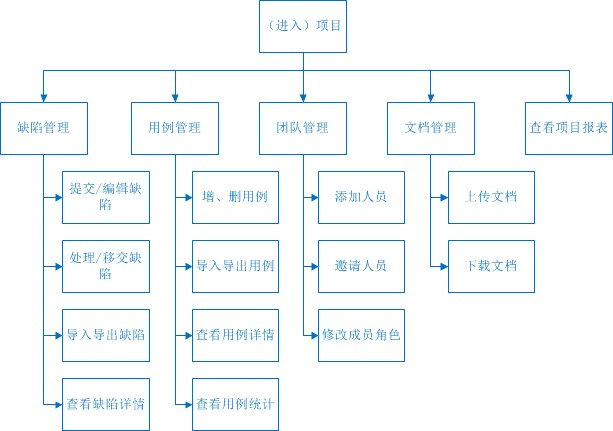 （进入）项目
缺陷管理
用例管理
团队管理
文档管理
查看项目报表
提交/编辑缺
陷
增、删用例
添加人员
上传文档
处理/移交缺
陷
导入导出用例
邀请人员
下载文档
导入导出缺陷
查看用例详情
修改成员角色
查看缺陷详情
查看用例统计